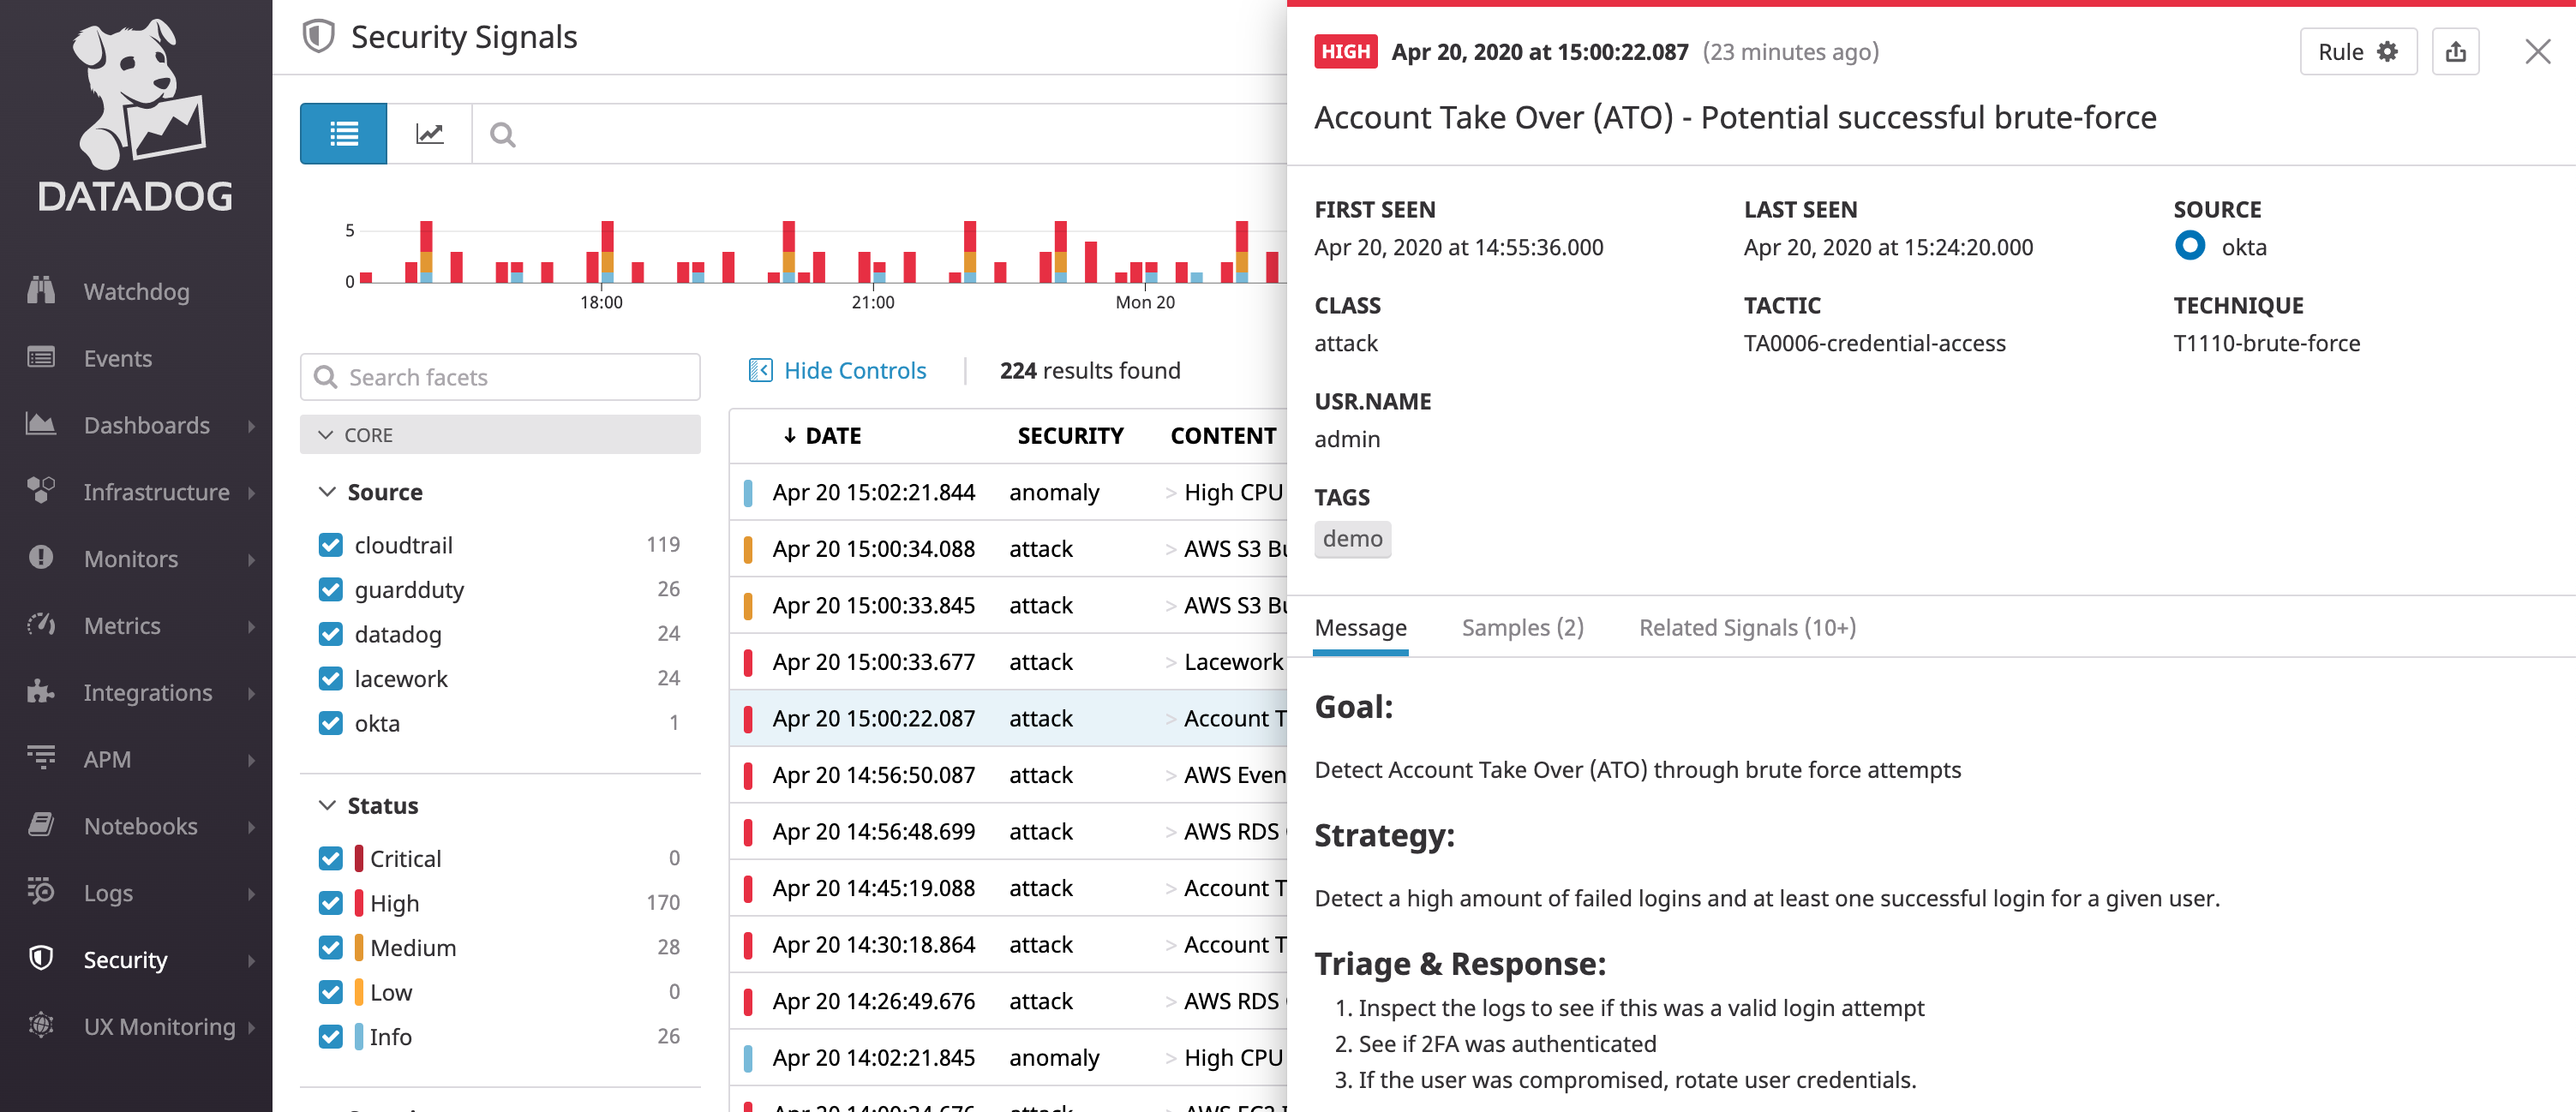 DATADOG
Watchdog
Events
Dashboards
Infrastructure
Monitors
Metrics
Integrations
APM
Notebooks
Logs
Security
UX Monitoring
Security Signals
5
0
18:00
21:00
Mon 20
Search facets
CORE
Source
cloudtrail 119
guardduty 26
datadog 24
lacework 24
okta 1
Status
Critical 0
High 170
Medium 28
Low 0
Info 26
Hide Controls
224 results found
↓ DATE SECURITY CONTENT
Apr 20 15:02:21.844 anomaly > High CPU
Apr 20 15:00:34.088 attack > AWS S3 Bu
Apr 20 15:00:33.845 attack > AWS S3 Bu
Apr 20 15:00:33.677 attack > Lacework
Apr 20 15:00:22.087 attack > Account T
Apr 20 14:56:50.087 attack > AWS Even
Apr 20 14:56:48.699 attack > AWS RDS
Apr 20 14:45:19.088 attack > Account T
Apr 20 14:30:18.864 attack > Account T
Apr 20 14:26:49.676 attack > AWS RDS
Apr 20 14:02:21.845 anomaly > High CPU
HIGH Apr 20, 2020 at 15:00:22.087 (23 minutes ago)
Rule
Account Take Over (ATO) - Potential successful brute-force
FIRST SEEN LAST SEEN SOURCE
Apr 20, 2020 at 14:55:36.000 Apr 20, 2020 at 15:24:20.000 okta
CLASS TACTIC TECHNIQUE
attack TA0006-credential-access T1110-brute-force
USR.NAME
admin
TAGS
demo
Message Samples (2) Related Signals (10+)
Goal:
Detect Account Take Over (ATO) through brute force attempts
Strategy:
Detect a high amount of failed logins and at least one successful login for a given user.
Triage & Response:
1. Inspect the logs to see if this was a valid login attempt
2. See if 2FA was authenticated
3. If the user was compromised, rotate user credentials.